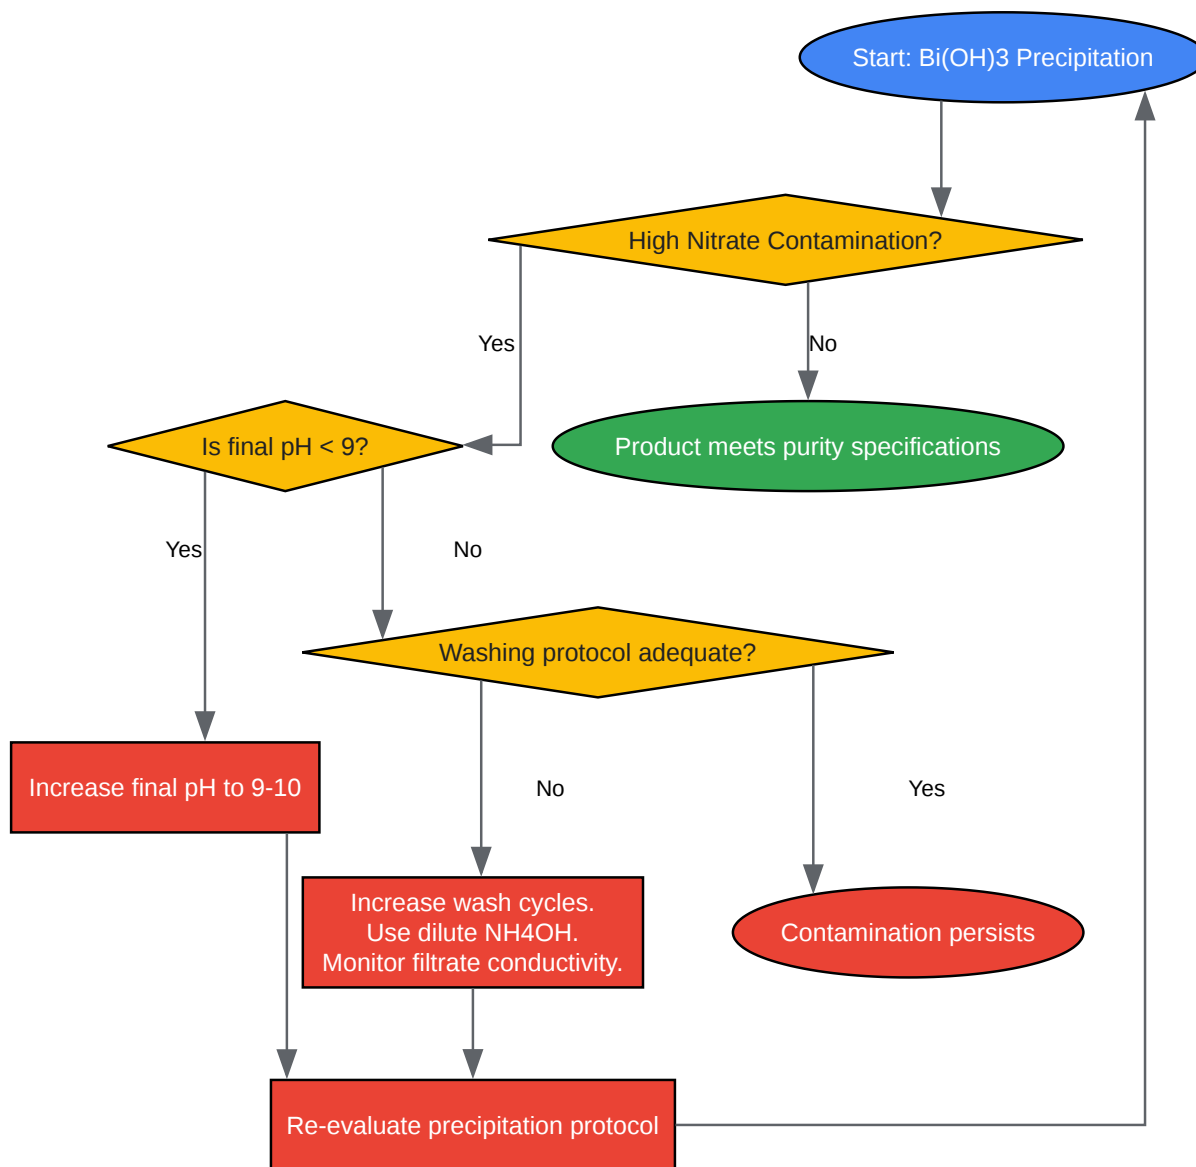 Start: Bi(OH)3 Precipitation
High Nitrate Contamination?
Yes
No
Is final pH < 9?
Product meets purity specifications
Yes
No
Washing protocol adequate?
Increase final pH to 9-10
No
Yes
Increase wash cycles.
Use dilute NH4OH.
Monitor filtrate conductivity.
Contamination persists
Re-evaluate precipitation protocol